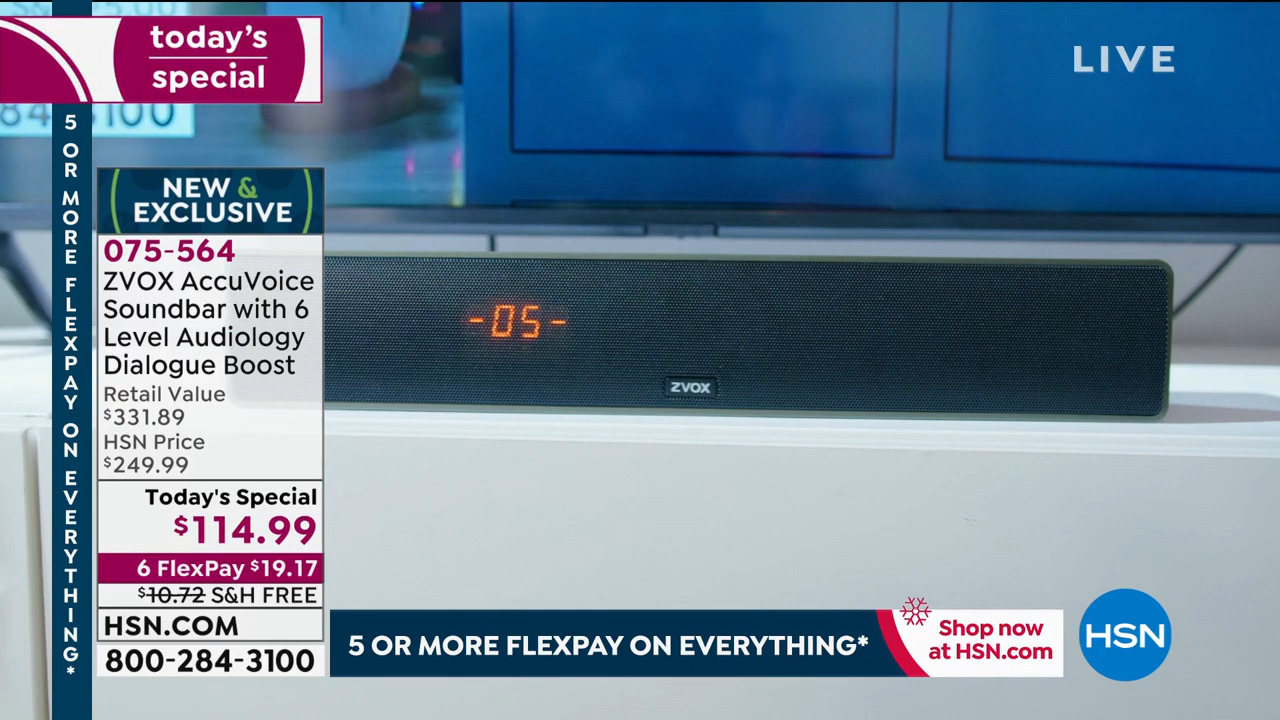 today's
special
LIVE
84 3100
5 OR MORE FLEXPAY ON EVERYTHING*
NEW &
EXCLUSIVE
075-564
ZVOX AccuVoice
Soundbar with 6
Level Audiology
Dialogue Boost
Retail Value
$331.89
HSN Price
$249.99
Today's Special
$114.99
6 FlexPay $19.17
$10.72 S&H FREE
HSN.COM
800-284-3100
-05-
ZVOX
5 OR MORE FLEXPAY ON EVERYTHING*
Shop now
at HSN.com
HSN